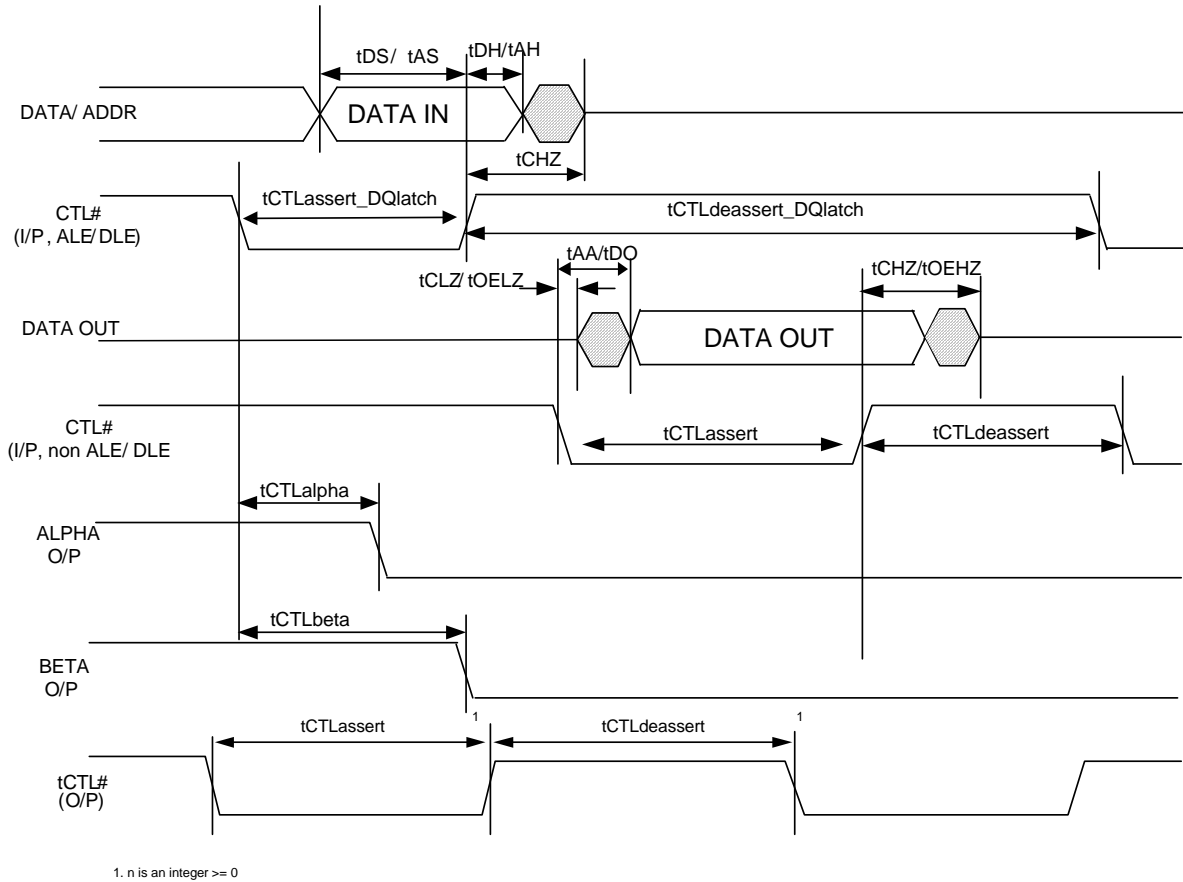 tDS/ tAS
tDH/tAH
DATA/ ADDR
DATA IN
tCHZ
CTL#
(I/P, ALE/DLE)
tCTLassert_DQlatch
tCTLdeassert_DQlatch
tAA/tDO
tCLZ/ tOELZ
tCHZ/tOEHZ
DATA OUT
DATA OUT
CTL#
(I/P, non ALE/ DLE
tCTLassert
tCTLdeassert
tCTLalpha
ALPHA
O/P
tCTLbeta
BETA
O/P
tCTLassert 1
tCTLdeassert 1
tCTL#
(O/P)
1. n is an integer >= 0